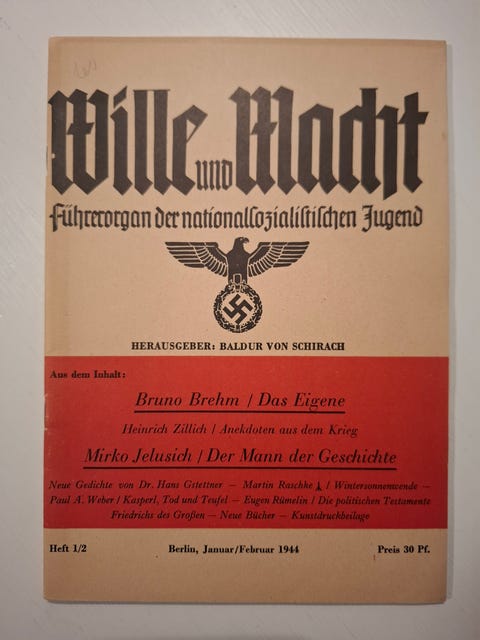 Wille und Macht
Führerorgan der nationalsozialistischen Jugend
HERAUSGEBER: BALDUR VON SCHIRACH
Aus dem Inhalt:
Bruno Brehm / Das Eigene
Heinrich Zillich / Anekdoten aus dem Krieg
Mirko Jelusich / Der Mann der Geschichte
Neue Gedichte von Dr. Hans Gstettner — Martin Raschke / Wintersonnenwende —
Paul A. Weber / Kasperl, Tod und Teufel — Eugen Rümelin / Die politischen Testamente
Friedrichs des Großen — Neue Bücher — Kunstdruckbeilage
Heft 1/2 Berlin, Januar/Februar 1944 Preis 30 Pf.